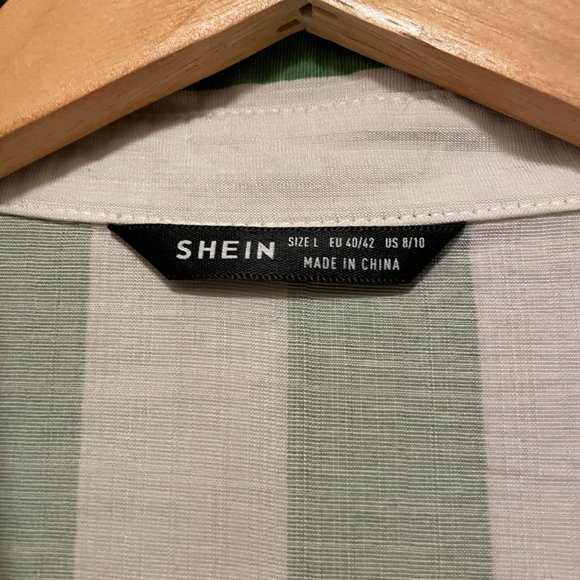 SHEIN SIZE L EU 40/42 US 8/10
MADE IN CHINA